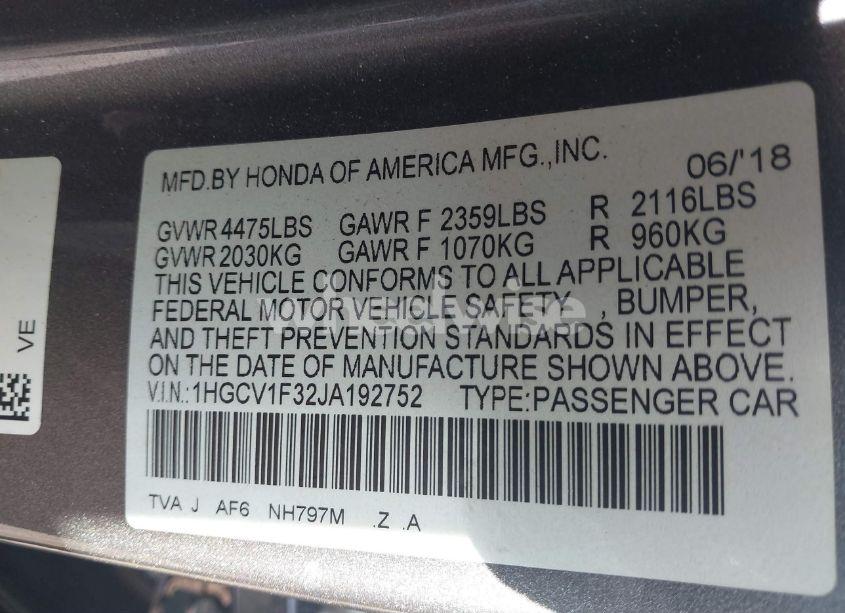 MFD.BY HONDA OF AMERICA MFG.,INC. 06/'18
GVWR 4475LBS GAWR F 2359LBS R 2116LBS
GVWR 2030KG GAWR F 1070KG R 960KG
THIS VEHICLE CONFORMS TO ALL APPLICABLE
FEDERAL MOTOR VEHICLE SAFETY , BUMPER,
AND THEFT PREVENTION STANDARDS IN EFFECT
ON THE DATE OF MANUFACTURE SHOWN ABOVE.
V.I.N.:1HGCV1F32JA192752 TYPE:PASSENGER CAR
TVA J AF6 NH797M .Z .A
VE